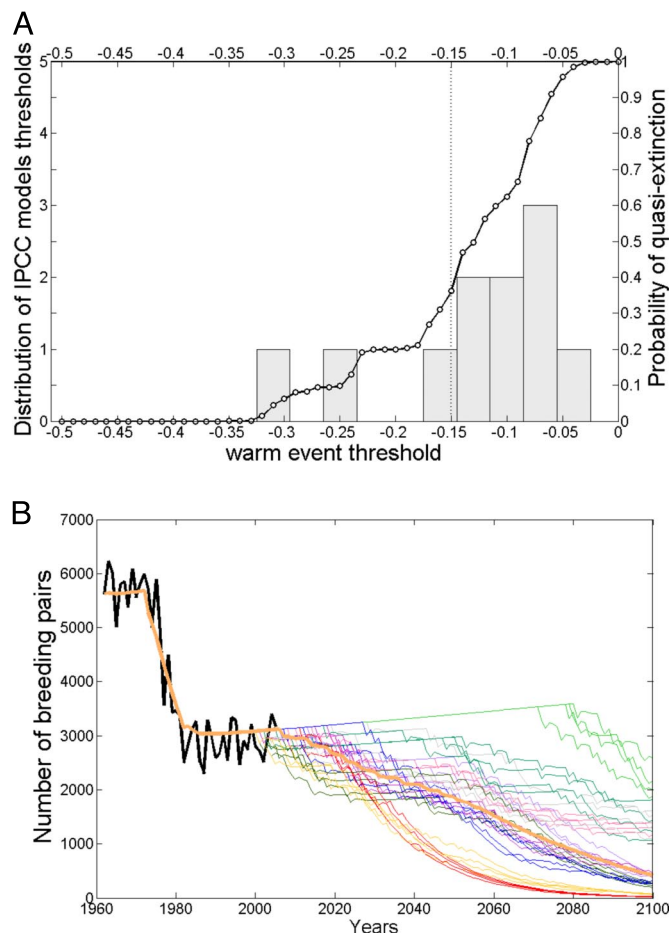 A
-0.5 -0.45 -0.4 -0.35 -0.3 -0.25 -0.2 -0.15 -0.1 -0.05 0
Distribution of IPCC models thresholds
5
4
3
2
1
0
1
0.9
0.8
0.7
0.6
0.5
0.4
0.3
0.2
0.1
0
Probability of quasi-extinction
-0.5 -0.45 -0.4 -0.35 -0.3 -0.25 -0.2 -0.15 -0.1 -0.05 0
warm event threshold
B
Number of breeding pairs
7000
6000
5000
4000
3000
2000
1000
0
1960 1980 2000 2020 2040 2060 2080 2100
Years